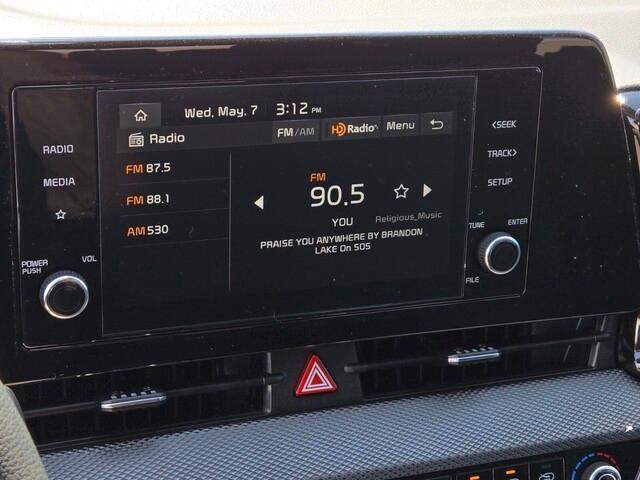 Wed, May. 7 3:12 PM
Radio FM/AM HD Radio Menu
FM 87.5
FM 88.1
AM 530
FM
90.5
YOU
Religious_Music
PRAISE YOU ANYWHERE BY BRANDON
LAKE On SOS
RADIO
MEDIA
POWER
PUSH
VOL
<SEEK
TRACK>
SETUP
TUNE
ENTER
FILE